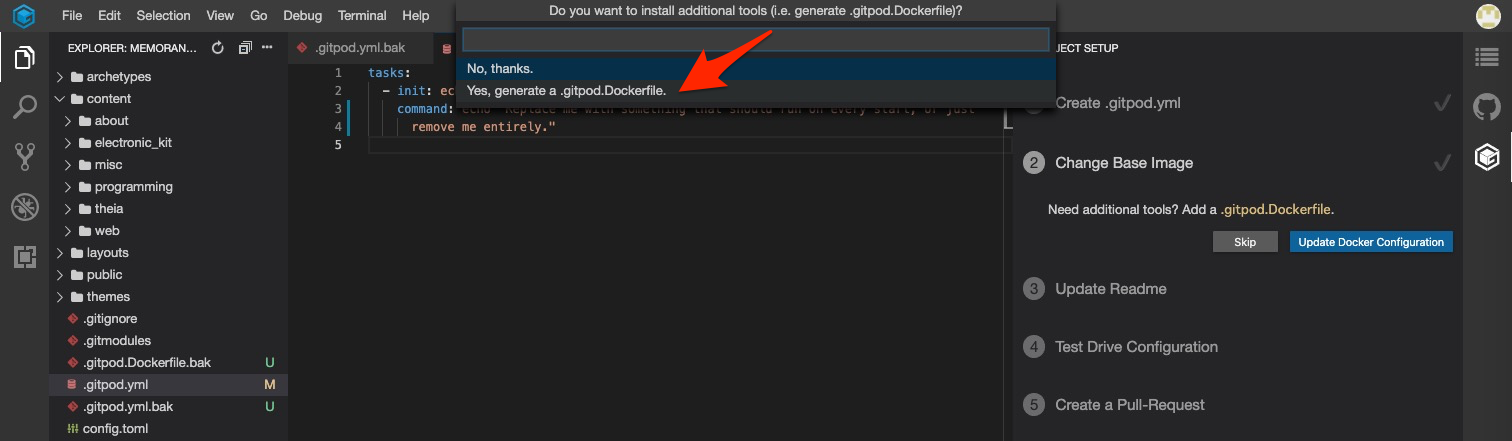 File Edit Selection View Go Debug Terminal Help
Do you want to install additional tools (i.e. generate .gitpod.Dockerfile)?
No, thanks.
Yes, generate a .gitpod.Dockerfile.
EXPLORER: MEMORAN...
archetypes
content
about
electronic_kit
misc
programming
theia
web
layouts
public
themes
.gitignore
.gitmodules
.gitpod.Dockerfile.bak U
.gitpod.yml M
.gitpod.yml.bak U
config.toml
.gitpod.yml.bak
1 tasks:
2 - init: ec
3 command: echo "Replace me with something that should run on every start, or just
4 remove me entirely."
5
JECT SETUP
Create .gitpod.yml
2 Change Base Image
Need additional tools? Add a .gitpod.Dockerfile.
Skip Update Docker Configuration
3 Update Readme
4 Test Drive Configuration
5 Create a Pull-Request